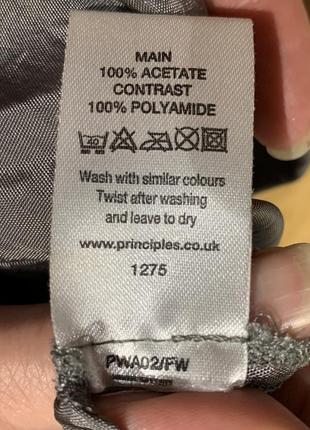 MAIN
100% ACETATE
CONTRAST
100% POLYAMIDE
40
Wash with similar colours
Twist after washing
and leave to dry
www.principles.co.uk
1275
PWA02/FW